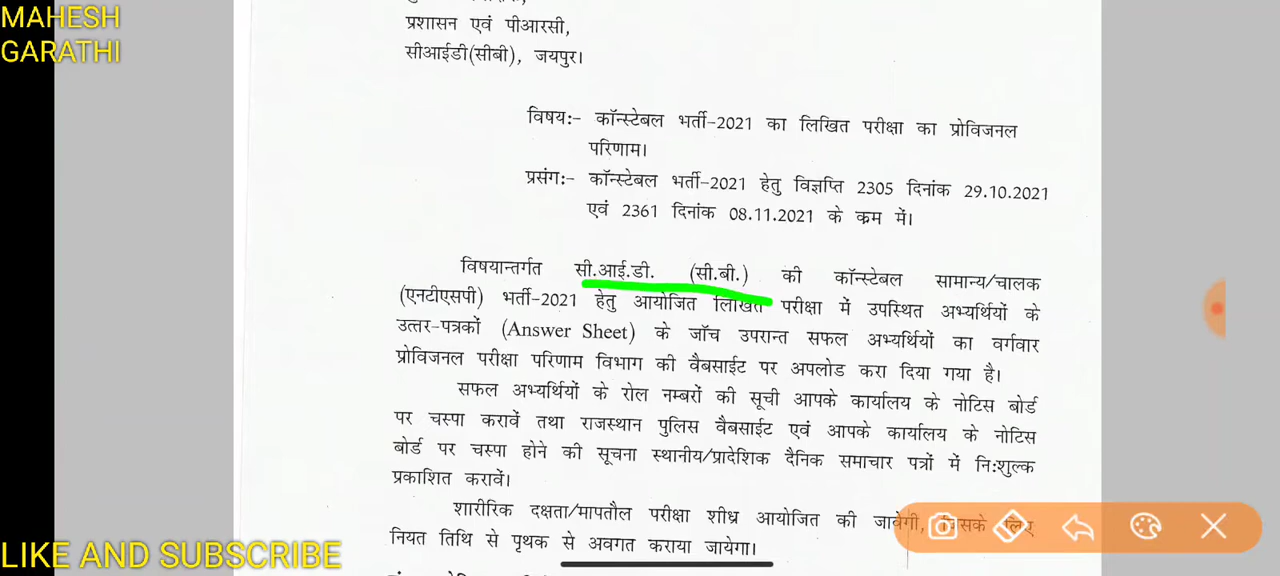 MAHESH
GARATHI
प्रशासन एवं पीआरसी,
सीआईडी(सीबी), जयपुर।
विषयः- कॉन्स्टेबल भर्ती-2021 का लिखित परीक्षा का प्रोविजनल
परिणाम।
प्रसंगः- कॉन्स्टेबल भर्ती-2021 हेतु विज्ञप्ति 2305 दिनांक 29.10.2021
एवं 2361 दिनांक 08.11.2021 के कम में।
विषयान्तर्गत सी.आई.डी. (सी.बी.) की कॉन्स्टेबल सामान्य/चालक
(एनटीएसपी) भर्ती-2021 हेतु आयोजित लिखित परीक्षा में उपस्थित अभ्यर्थियों के
उत्तर-पत्रकों (Answer Sheet) के जॉच उपरान्त सफल अभ्यर्थियों का वर्गवार
प्रोविजनल परीक्षा परिणाम विभाग की वैबसाईट पर अपलोड करा दिया गया है।
सफल अभ्यर्थियों के रोल नम्बरों की सूची आपके कार्यालय के नोटिस बोर्ड
पर चस्पा करावें तथा राजस्थान पुलिस वैबसाईट एवं आपके कार्यालय के नोटिस
बोर्ड पर चस्पा होने की सूचना स्थानीय/प्रादेशिक दैनिक समाचार पत्रों में निःशुल्क
प्रकाशित करावें।
शारीरिक दक्षता/मापतौल परीक्षा शीध्र आयोजित की जावेगी, जिसके लिए
नियत तिथि से पृथक से अवगत कराया जायेगा।
LIKE AND SUBSCRIBE